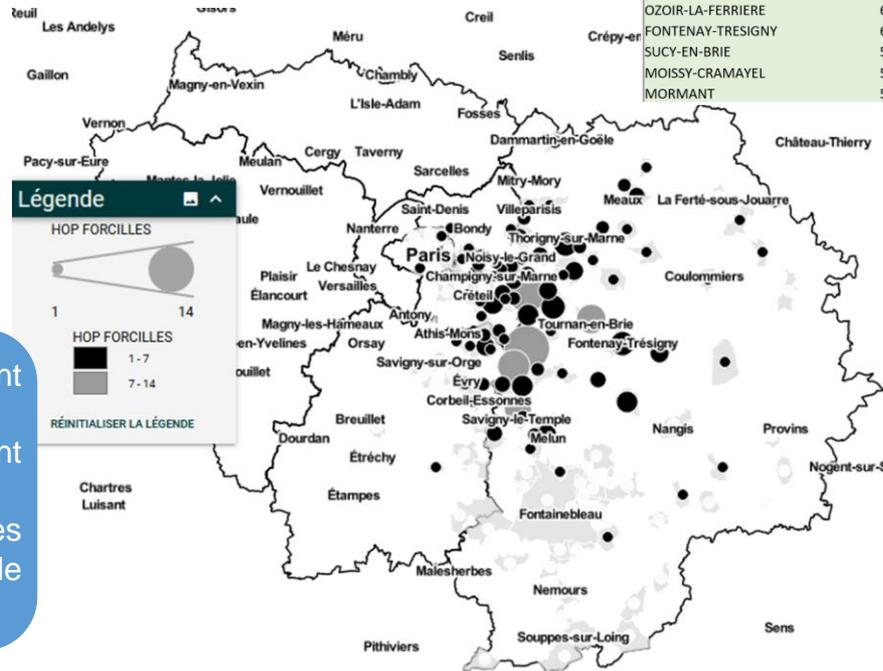 Les Andelys
Creil
Méru
Senlis
Gaillon
Magny-en-Vexin
Chambly
L'Isle-Adam
Fosses
Vernon
Dammartin-en-Goële
Château-Thierry
Pacy-sur-Eure
Meulan
Cergy
Taverny
Sarcelles
Mitry-Mory
Vernouillet
Meaux
La Ferté-sous-Jouarre
Saint-Denis
Villeparisis
Nanterre
Bondy
Thorigny-sur-Marne
Paris
Noisy-le-Grand
Plaisir
Le Chesnay
Champigny-sur-Marne
Coulommiers
Versailles
Élancourt
Créteil
Magny-les-Hameaux
Antony
Tournan-en-Brie
en-Yvelines
Orsay
Athis-Mons
Fontenay-Trésigny
Savigny-sur-Orge
Évry
Corbeil-Essonnes
Breuillet
Savigny-le-Temple
Nangis
Provins
Dourdan
Melun
Étréchy
Nogent-sur-S
Chartres
Luisant
Étampes
Fontainebleau
Malesherbes
Nemours
Souppes-sur-Loing
Sens
Pithiviers
OZOIR-LA-FERRIERE
FONTENAY-TRESIGNY
SUCY-EN-BRIE
MOISSY-CRAMAYEL
MORMANT
Légende
HOP FORCILLES
1 14
HOP FORCILLES
1 - 7
7 - 14
RÉINITIALISER LA LÉGENDE